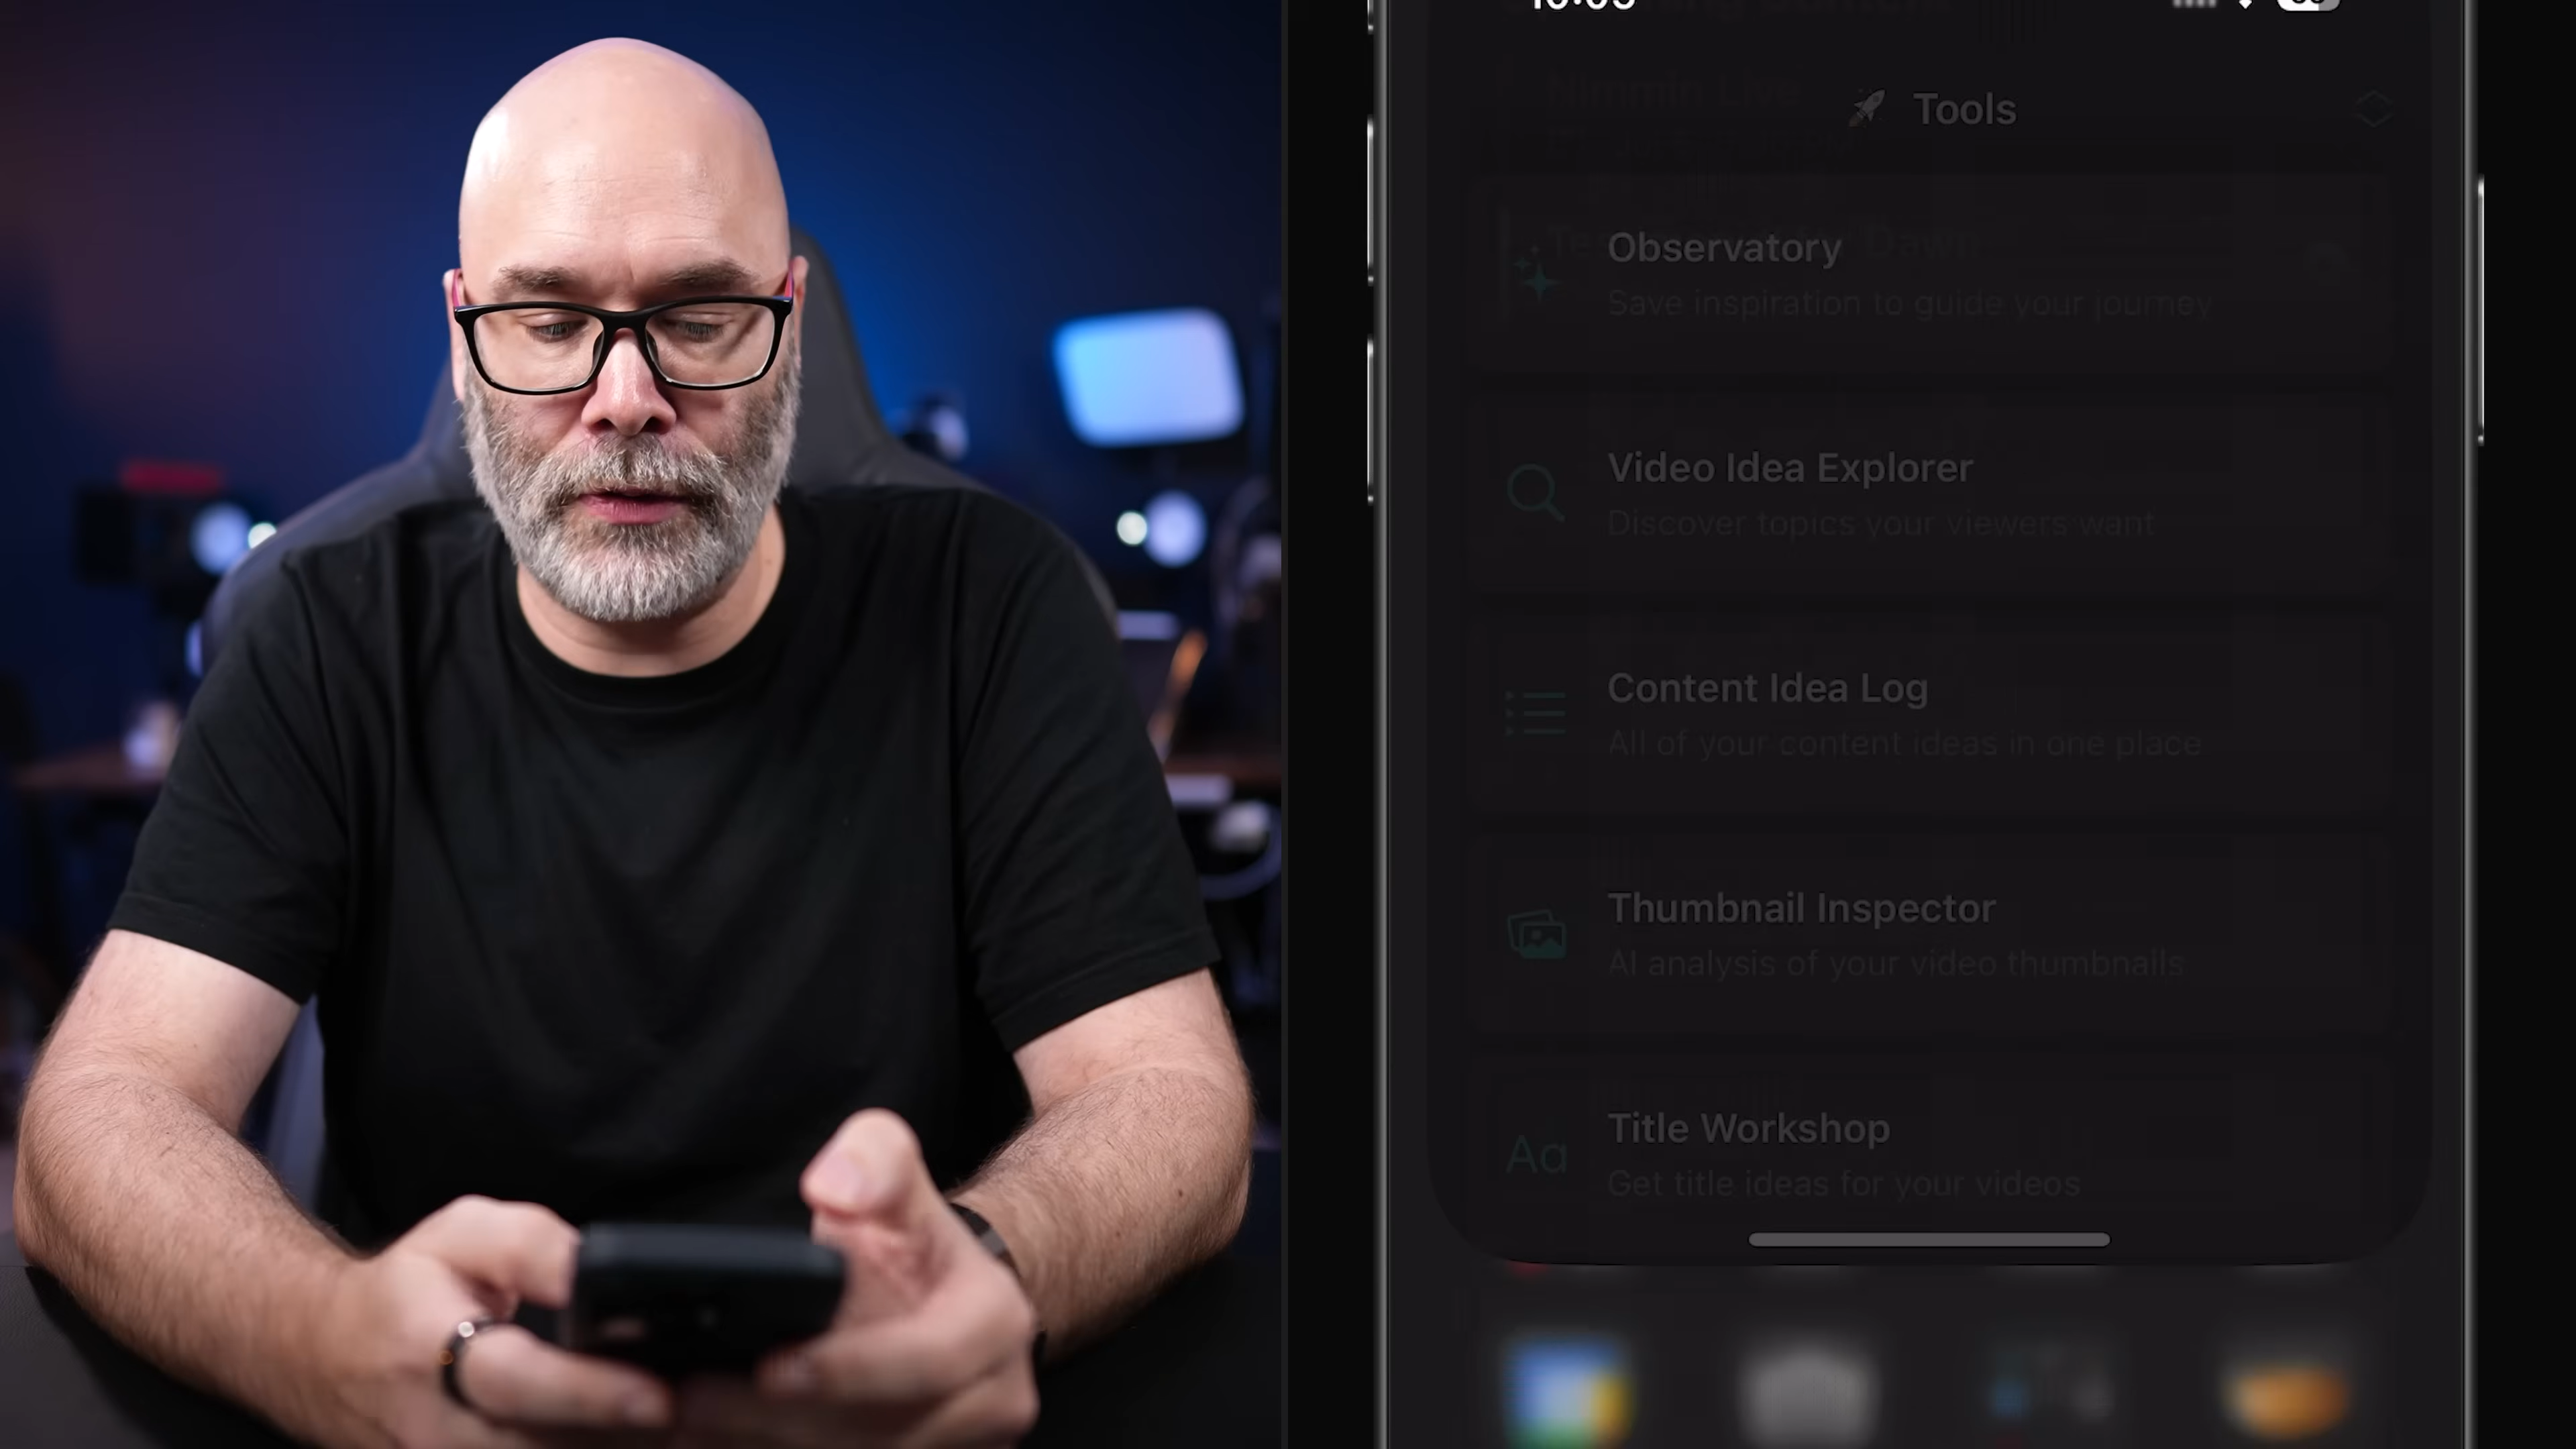 Tools
Observatory
Save inspiration to guide your journey
Video Idea Explorer
Discover topics your viewers want
Content Idea Log
All of your content ideas in one place
Thumbnail Inspector
AI analysis of your video thumbnails
Aa
Title Workshop
Get title ideas for your videos